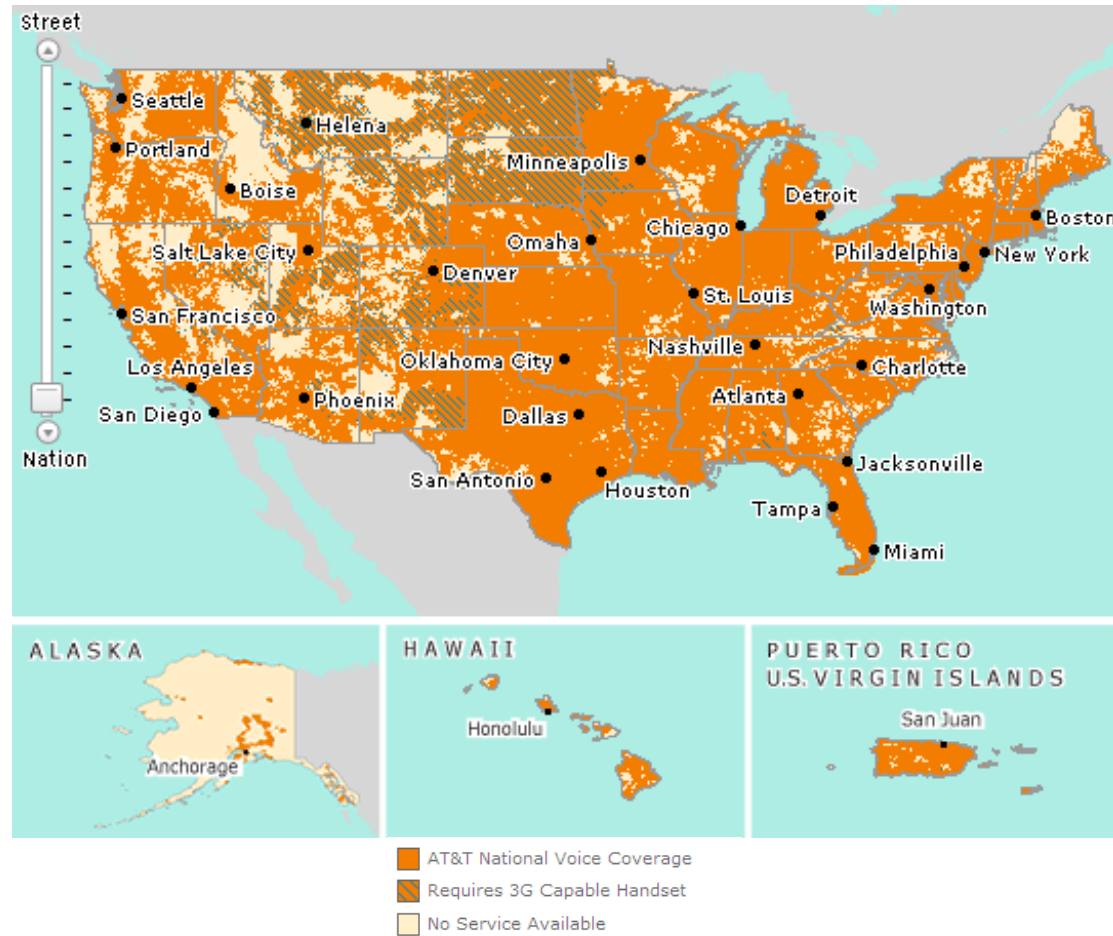 Street
Seattle
Helena
Portland
Minneapolis
Boise
Detroit
Boston
Chicago
Omaha
Salt Lake City
Philadelphia
New York
Denver
St. Louis
Washington
San Francisco
Nashville
Oklahoma City
Los Angeles
Charlotte
Phoenix
Atlanta
San Diego
Dallas
Nation
Jacksonville
San Antonio
Houston
Tampa
Miami
ALASKA
Anchorage
HAWAII
Honolulu
PUERTO RICO
U.S. VIRGIN ISLANDS
San Juan
AT&T National Voice Coverage
Requires 3G Capable Handset
No Service Available